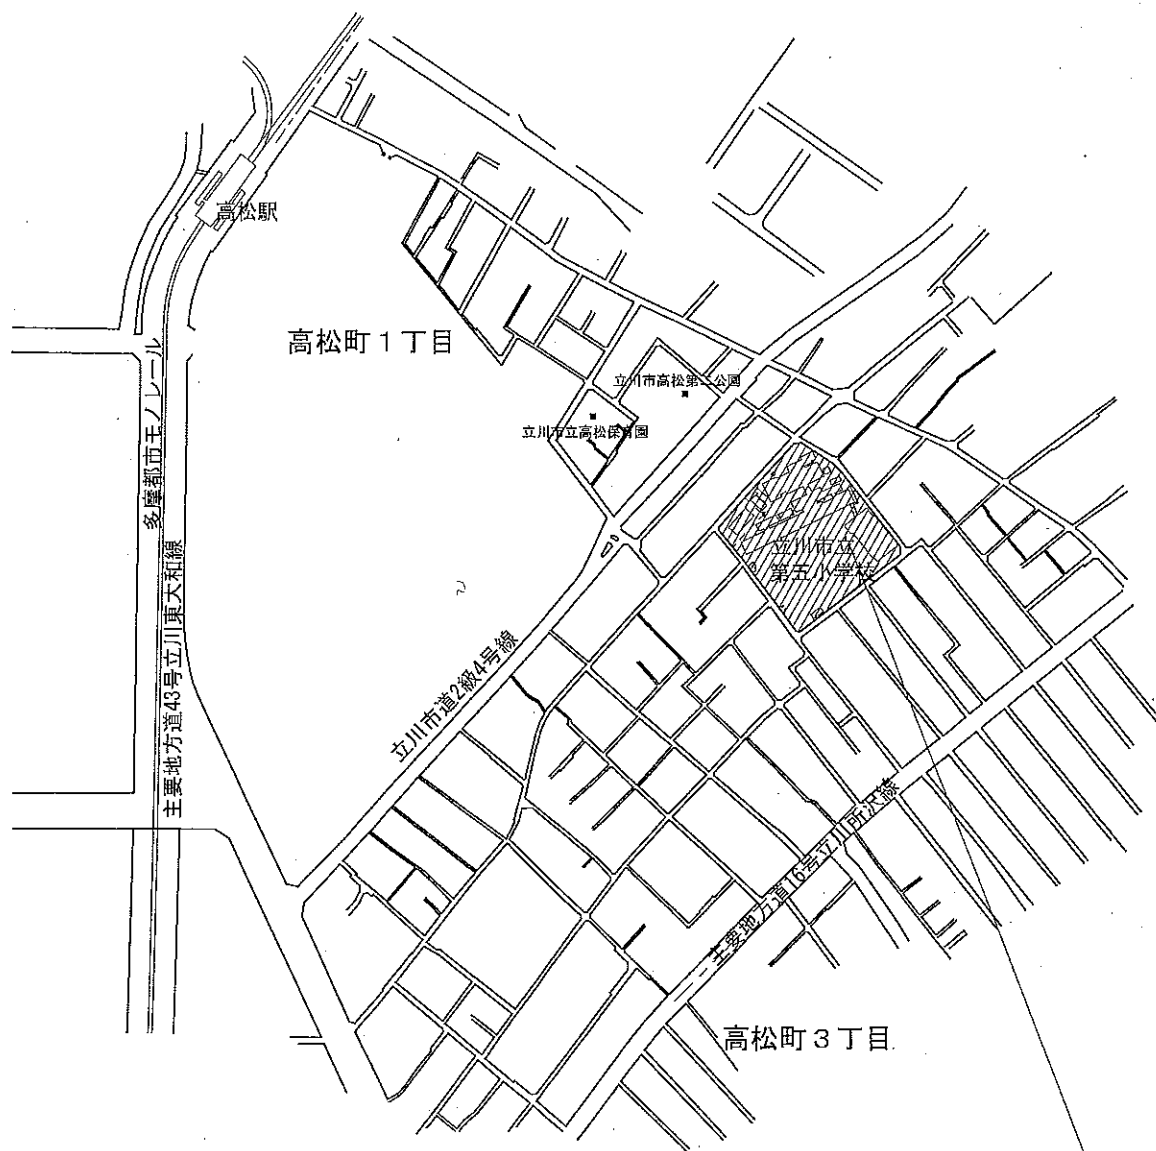 高松駅
高松町１丁目
立川市高松第二公園
立川市立高松保育園
多摩都市モノレール
立川市立
第五小学校
主要地方道43号立川東大和線
立川市道2級4号線
主要地方道16号立川所沢線
高松町３丁目